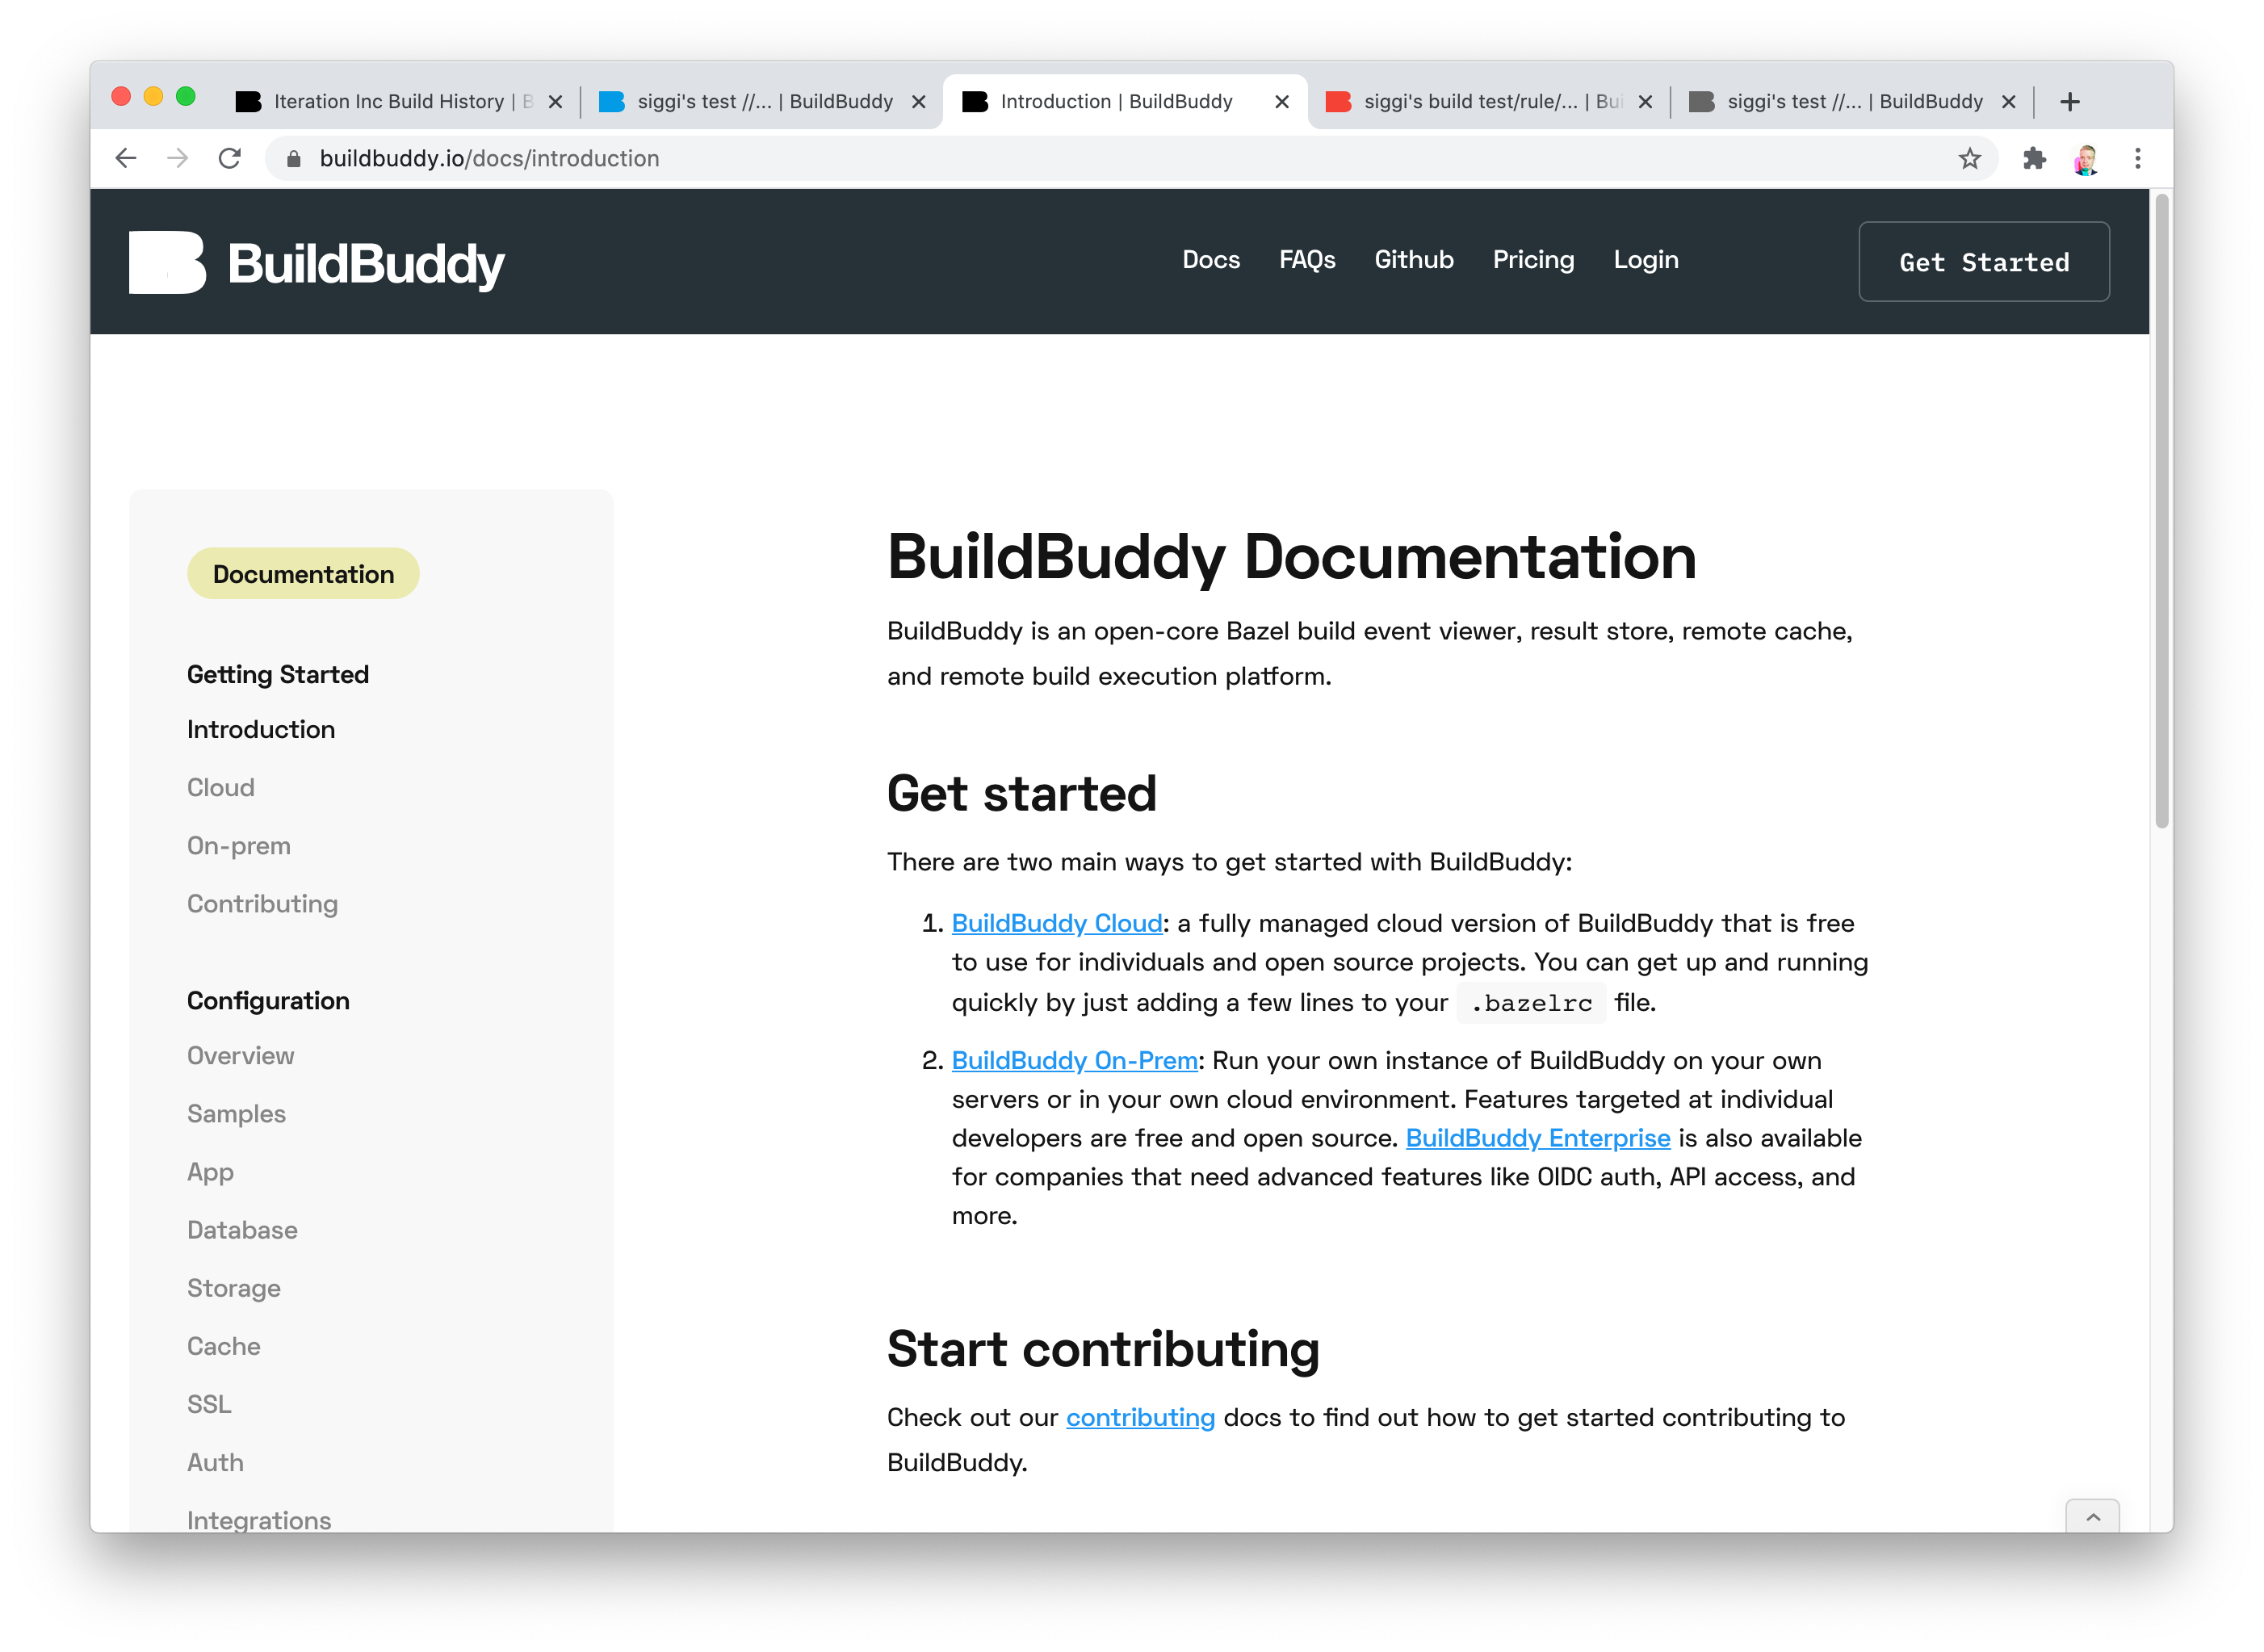 Iteration Inc Build History | B
siggi's test //... | BuildBuddy
Introduction | BuildBuddy
siggi's build test/rule/... | Bui
siggi's test //... | BuildBuddy
buildbuddy.io/docs/introduction
BuildBuddy
Docs
FAQs
Github
Pricing
Login
Get Started
Documentation
Getting Started
Introduction
Cloud
On-prem
Contributing
Configuration
Overview
Samples
App
Database
Storage
Cache
SSL
Auth
Integrations
BuildBuddy Documentation
BuildBuddy is an open-core Bazel build event viewer, result store, remote cache,
and remote build execution platform.
Get started
There are two main ways to get started with BuildBuddy:
1. BuildBuddy Cloud: a fully managed cloud version of BuildBuddy that is free
to use for individuals and open source projects. You can get up and running
quickly by just adding a few lines to your .bazelrc file.
2. BuildBuddy On-Prem: Run your own instance of BuildBuddy on your own
servers or in your own cloud environment. Features targeted at individual
developers are free and open source. BuildBuddy Enterprise is also available
for companies that need advanced features like OIDC auth, API access, and
more.
Start contributing
Check out our contributing docs to find out how to get started contributing to
BuildBuddy.